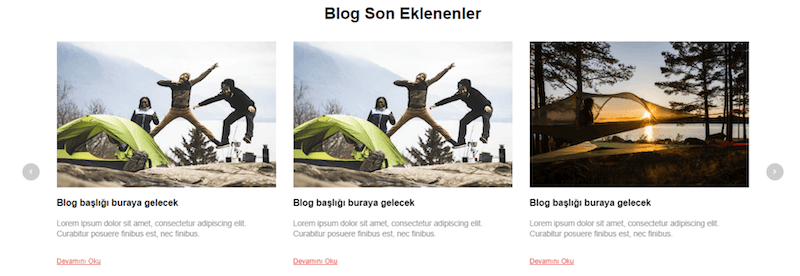 Blog Son Eklenenler
Blog başlığı buraya gelecek
Lorem ipsum dolor sit amet, consectetur adipiscing elit.
Curabitur posuere finibus est, nec finibus.
Devamını Oku
Blog başlığı buraya gelecek
Lorem ipsum dolor sit amet, consectetur adipiscing elit.
Curabitur posuere finibus est, nec finibus.
Devamını Oku
Blog başlığı buraya gelecek
Lorem ipsum dolor sit amet, consectetur adipiscing elit.
Curabitur posuere finibus est, nec finibus.
Devamını Oku